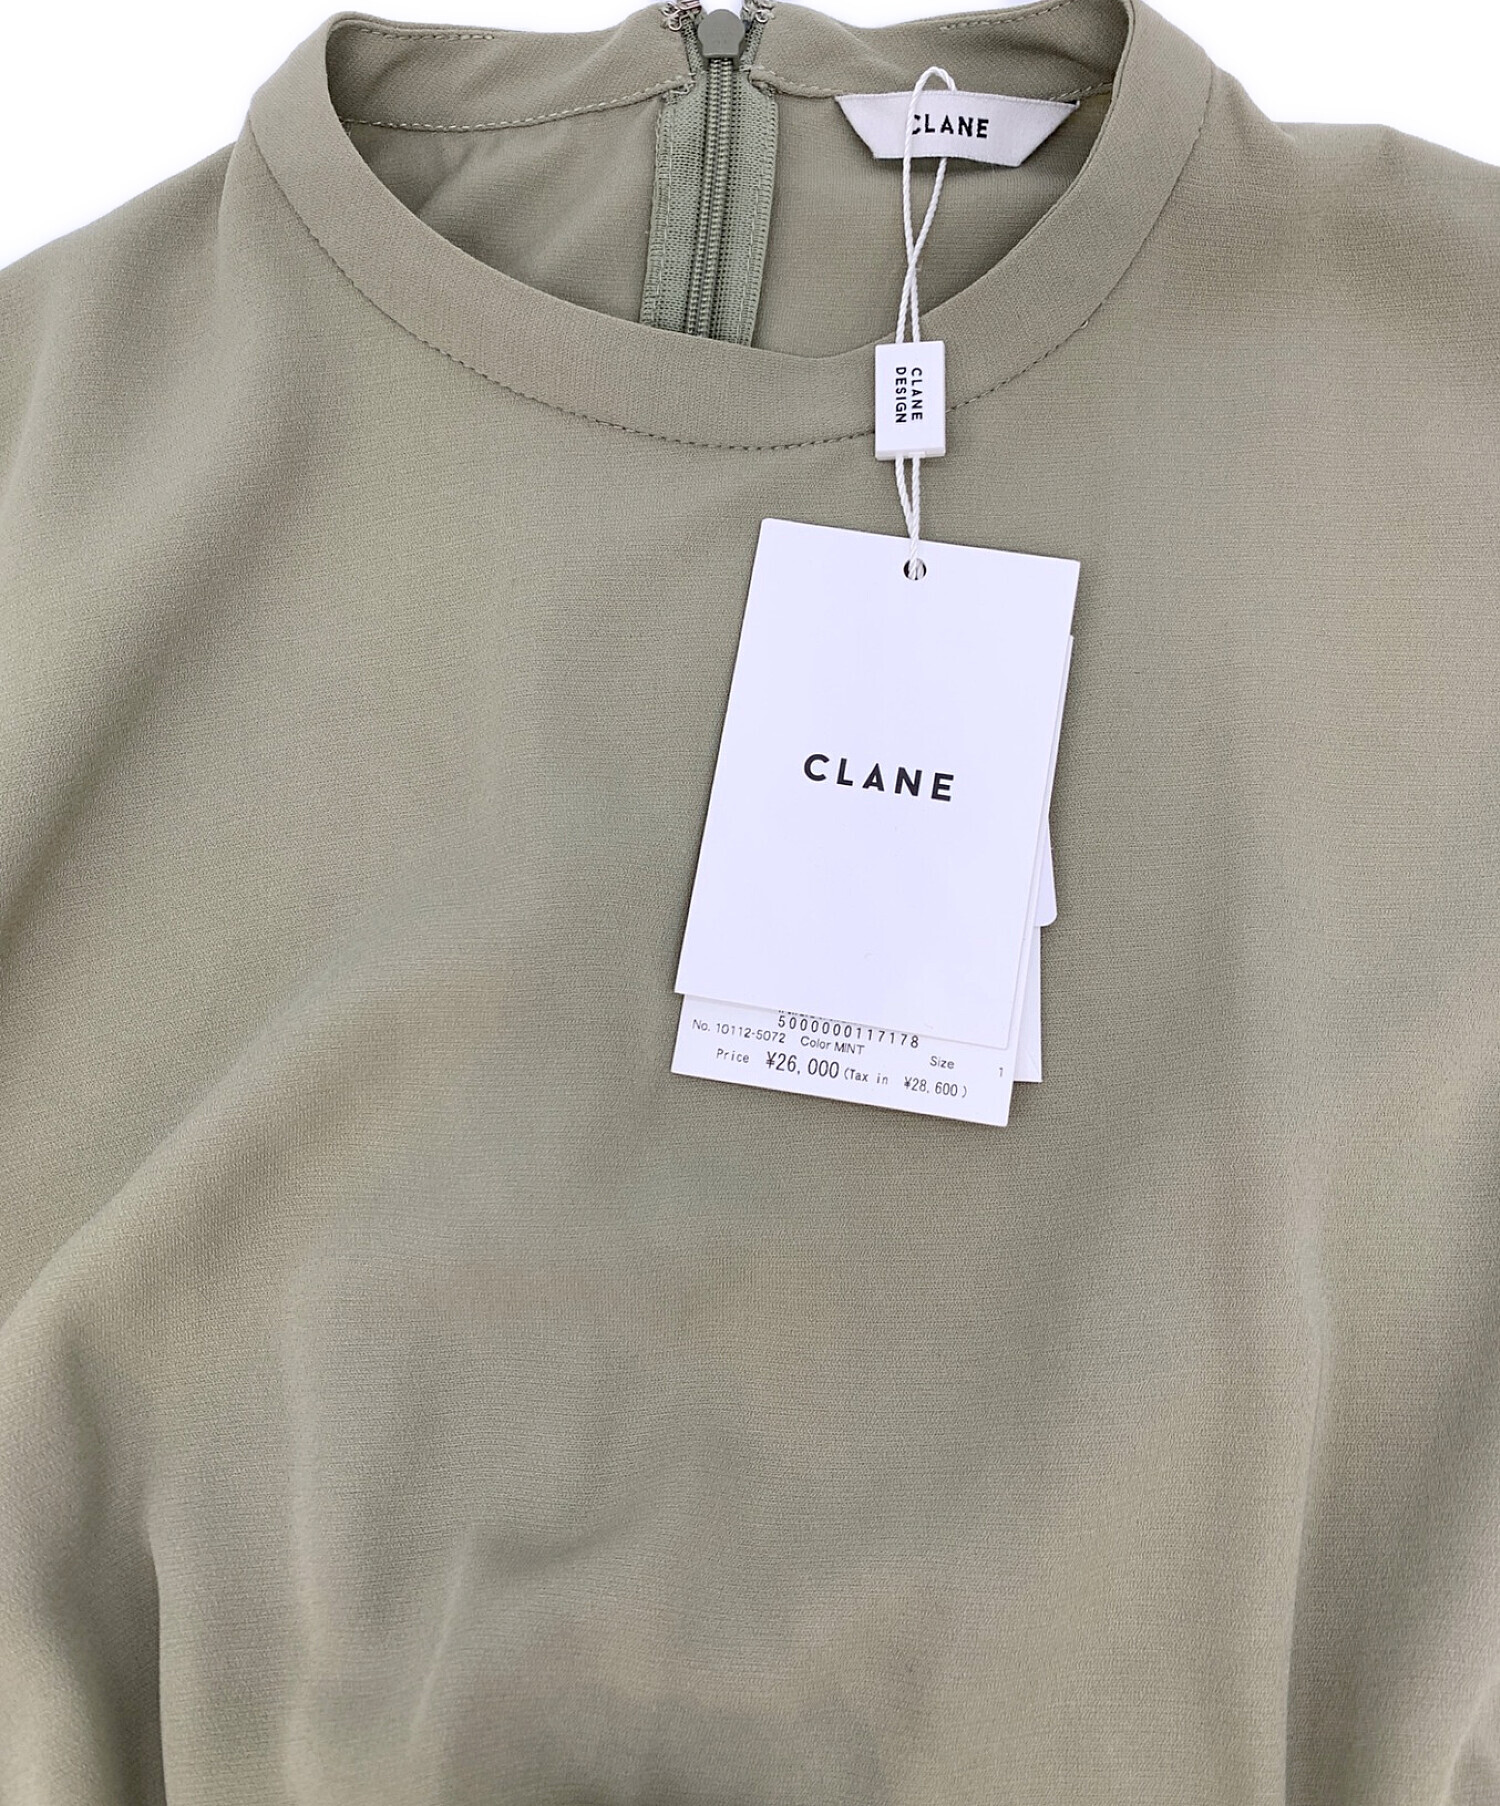 CLANE
CLANE
DESIGN
CLANE
5000000117178
No. 10112-5072 Color MINT Size 1
Price ¥26,000 (Tax in ¥28,600)